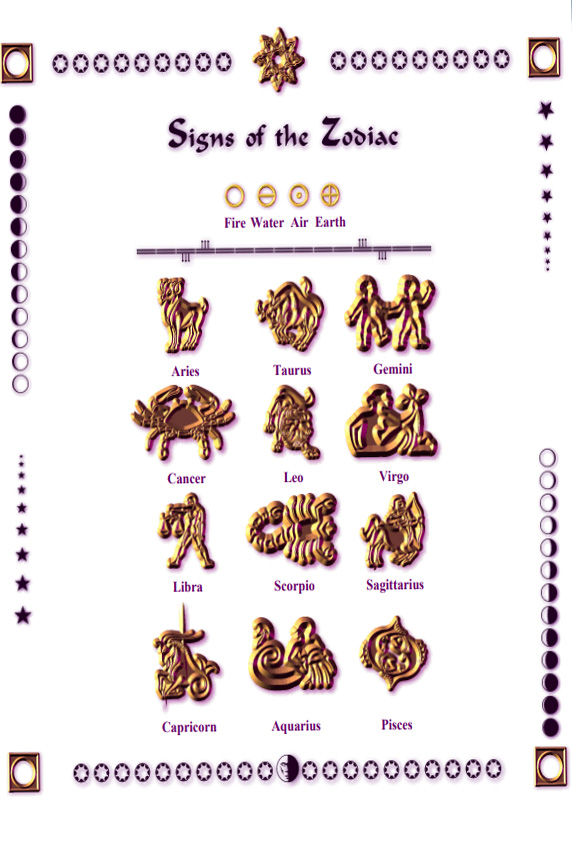 Signs of the Zodiac
Fire Water Air Earth
Aries Taurus Gemini
Cancer Leo Virgo
Libra Scorpio Sagittarius
Capricorn Aquarius Pisces